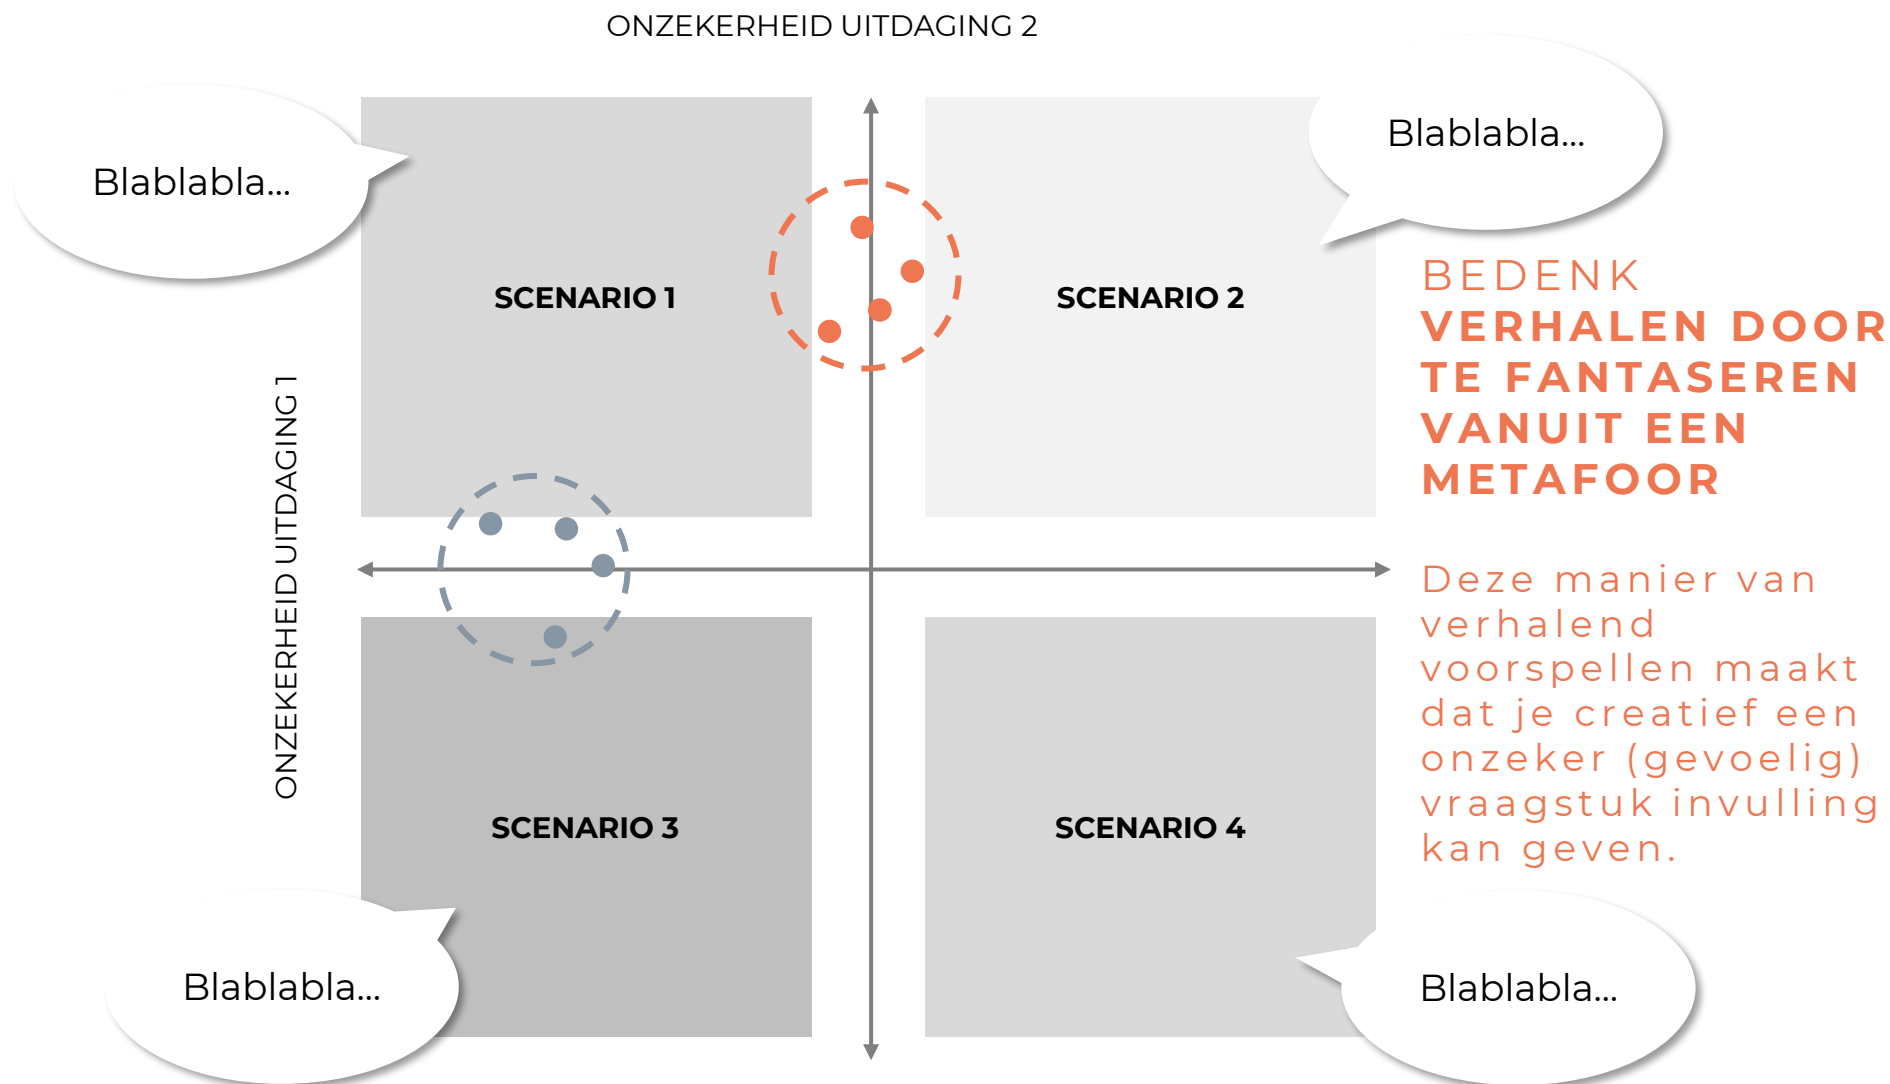 ONZEKERHEID UITDAGING 2
Blablabla...
Blablabla...
SCENARIO 1
SCENARIO 2
ONZEKERHEID UITDAGING 1
SCENARIO 3
SCENARIO 4
Blablabla...
Blablabla...
BEDENK
VERHALEN DOOR
TE FANTASEREN
VANUIT EEN
METAFOOR
Deze manier van
verhalend
voorspellen maakt
dat je creatief een
onzeker (gevoelig)
vraagstuk invulling
kan geven.